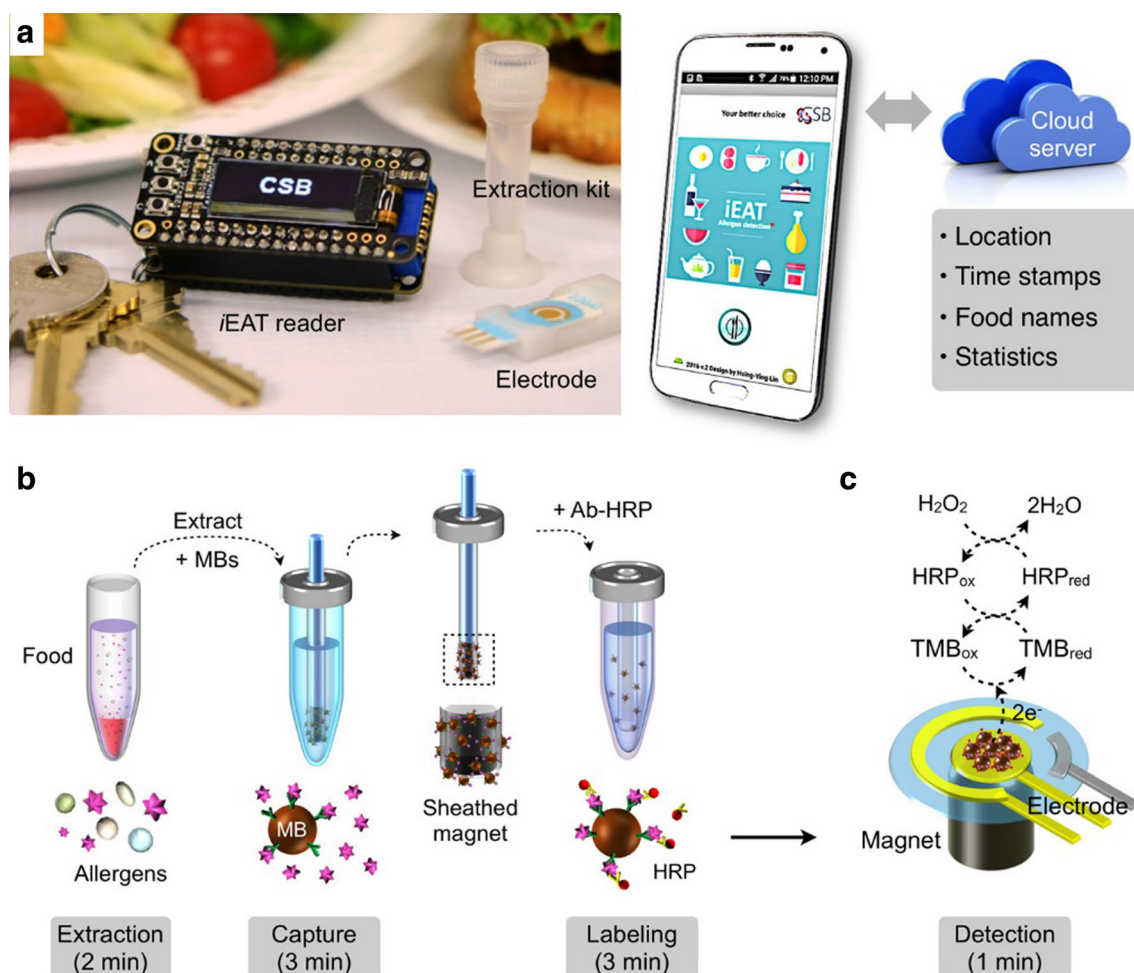 a
CSB
Extraction kit
iEAT reader
Electrode
12:10 PM
Your better choice
CSB
iEAT
Allergen detection
2016 v.2 Design by Hsing-Ying Lin
Cloud
server
• Location
• Time stamps
• Food names
• Statistics
b
Extract
+ MBs
+ Ab-HRP
Food
MB
Allergens
Sheathed
magnet
HRP
Extraction
(2 min)
Capture
(3 min)
Labeling
(3 min)
c
H₂O₂
2H₂O
HRPox
HRPred
TMBox
TMBred
2e⁻
Electrode
Magnet
Detection
(1 min)